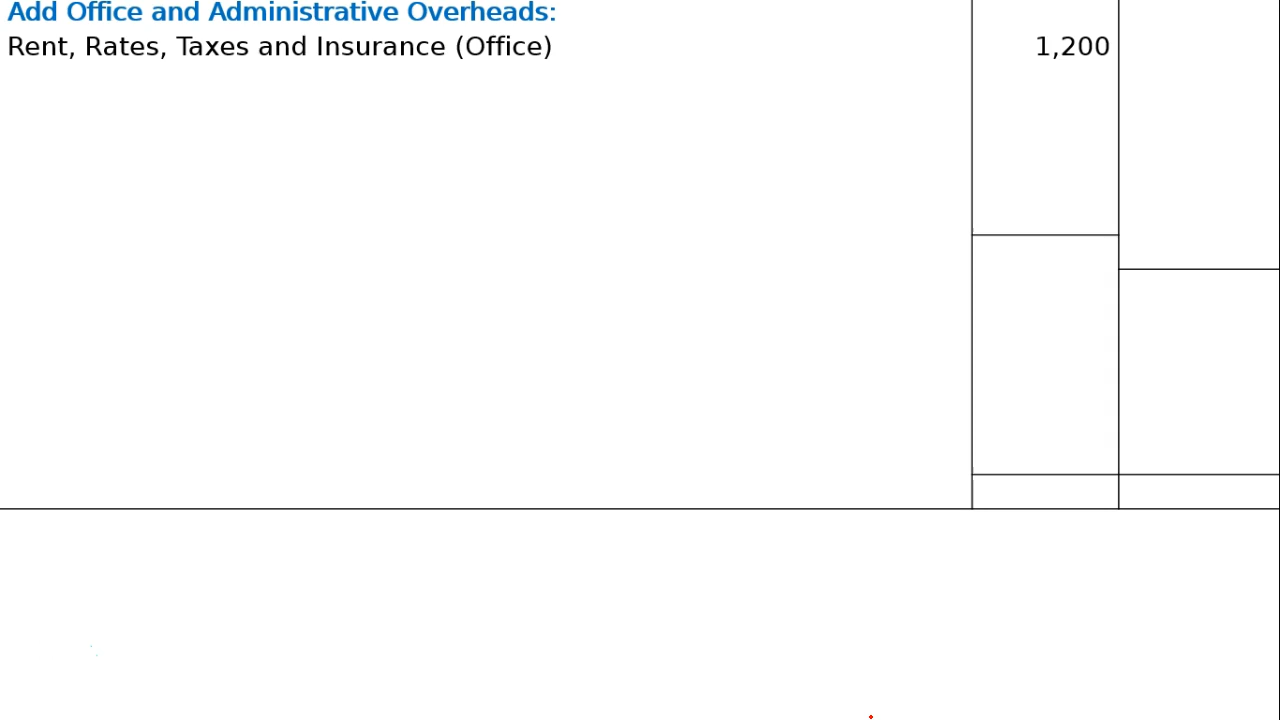 Add Office and Administrative Overheads:
Rent, Rates, Taxes and Insurance (Office) 1,200